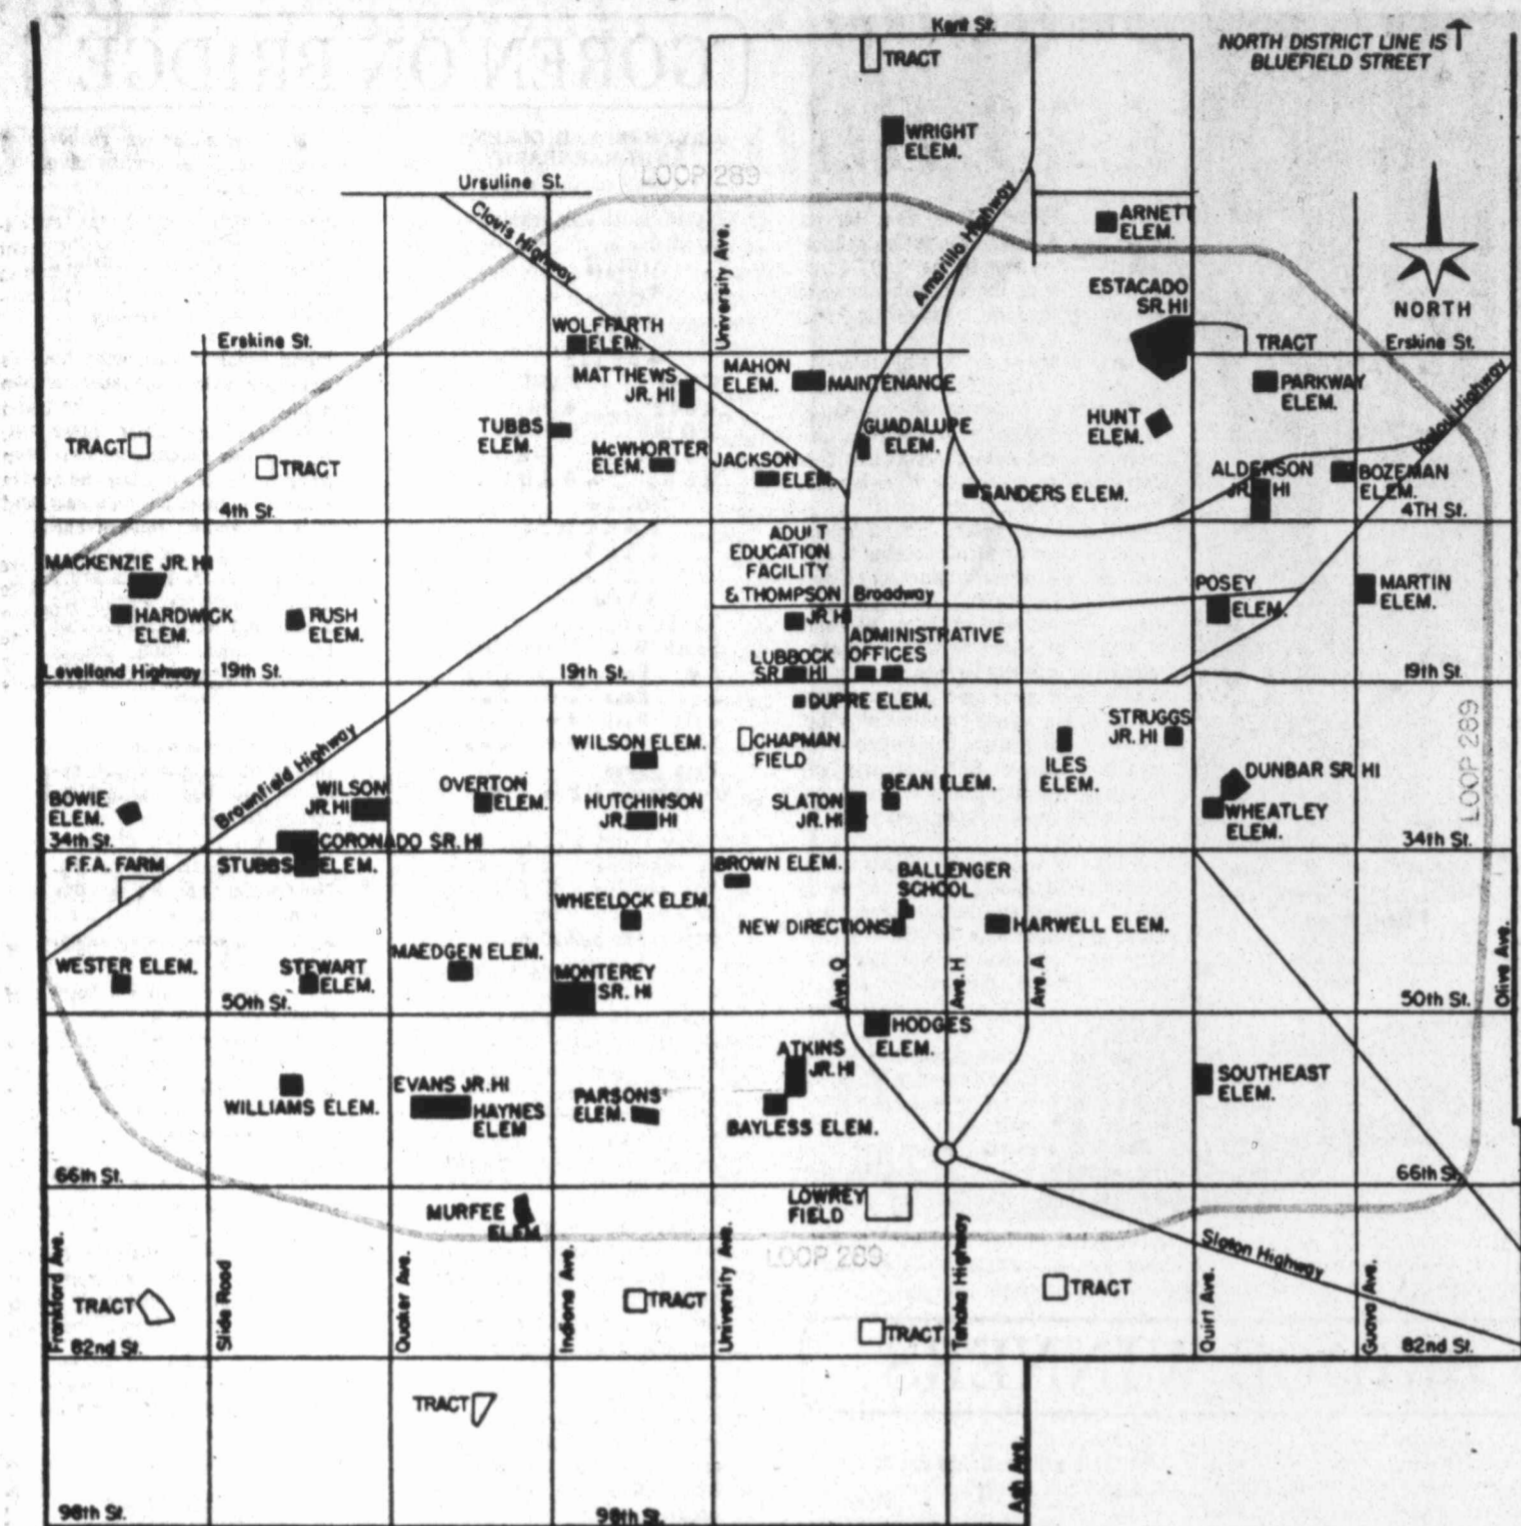 Kent St.
NORTH DISTRICT LINE IS
BLUEFIELD STREET
TRACT
WRIGHT
ELEM.
Ursuline St.
LOOP 289
Clovis Highway
University Ave.
Amarillo Highway
ARNETT
ELEM.
ESTACADO
SR. HI
NORTH
WOLFFARTH
ELEM.
Erskine St.
TRACT
Erskine St.
MATTHEWS
JR. HI
MAHON
ELEM.
MAINTENANCE
PARKWAY
ELEM.
HUNT
ELEM.
TRACT
TRACT
TUBBS
ELEM.
McWHORTER
ELEM.
JACKSON
ELEM.
GUADALUPE
ELEM.
SANDERS ELEM.
ALDERSON
JR. HI
BOZEMAN
ELEM.
4th St.
4TH St.
ADULT
EDUCATION
FACILITY
& THOMPSON
JR. HI
Broadway
MACKENZIE JR. HI
HARDWICK
ELEM.
RUSH
ELEM.
POSEY
ELEM.
MARTIN
ELEM.
ADMINISTRATIVE
OFFICES
LUBBOCK
SR. HI
Levelland Highway
19th St.
19th St.
19th St.
DUPRE ELEM.
STRUGGS
JR. HI
LOOP 289
WILSON ELEM.
CHAPMAN
FIELD
ILES
ELEM.
DUNBAR SR. HI
Brownfield Highway
BOWIE
ELEM.
WILSON
JR. HI
OVERTON
ELEM.
HUTCHINSON
JR. HI
SLATON
JR. HI
BEAN ELEM.
WHEATLEY
ELEM.
34th St.
34th St.
CORONADO SR. HI
F.F.A. FARM
STUBBS ELEM.
BROWN ELEM.
BALLENGER
SCHOOL
WHEELOCK ELEM.
NEW DIRECTIONS
HARWELL ELEM.
WESTER ELEM.
STEWART
ELEM.
MAEDGEN ELEM.
MONTEREY
SR. HI
Ave. Q
Ave. H
Ave. A
Olive Ave.
50th St.
50th St.
HODGES
ELEM.
ATKINS
JR. HI
WILLIAMS ELEM.
EVANS JR. HI
HAYNES
ELEM
PARSONS
ELEM.
BAYLESS ELEM.
SOUTHEAST
ELEM.
66th St.
66th St.
MURFEE
ELEM
LOWREY
FIELD
LOOP 289
Slaton Highway
Frankford Ave.
Slide Road
Quaker Ave.
Indiana Ave.
University Ave.
Tahoka Highway
Quirt Ave.
Guava Ave.
TRACT
TRACT
TRACT
TRACT
82nd St.
82nd St.
TRACT
Ash Ave.
98th St.
98th St.